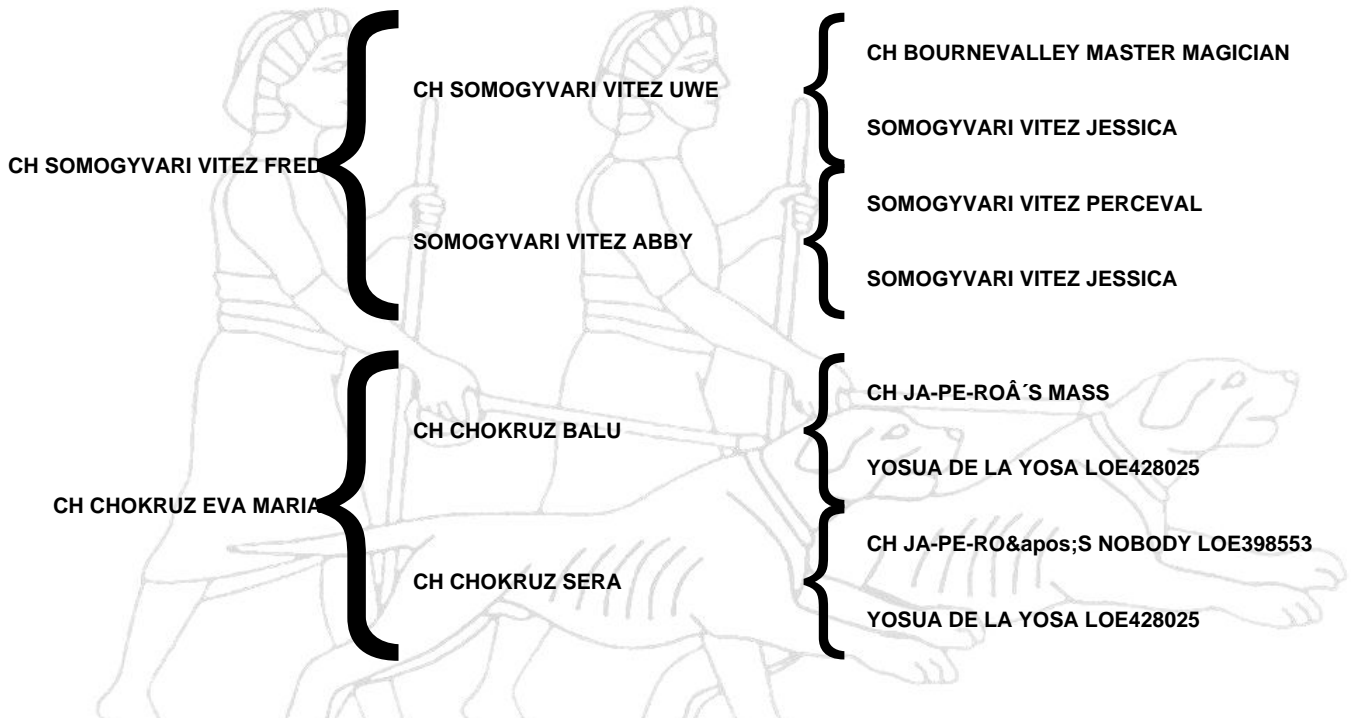 CH BOURNEVALLEY MASTER MAGICIAN
CH SOMOGYVARI VITEZ UWE
SOMOGYVARI VITEZ JESSICA
CH SOMOGYVARI VITEZ FRED
SOMOGYVARI VITEZ PERCEVAL
SOMOGYVARI VITEZ ABBY
SOMOGYVARI VITEZ JESSICA
CH JA-PE-ROÂ´S MASS
CH CHOKRUZ BALU
YOSUA DE LA YOSA LOE428025
CH CHOKRUZ EVA MARIA
CH JA-PE-RO&apos;S NOBODY LOE398553
CH CHOKRUZ SERA
YOSUA DE LA YOSA LOE428025